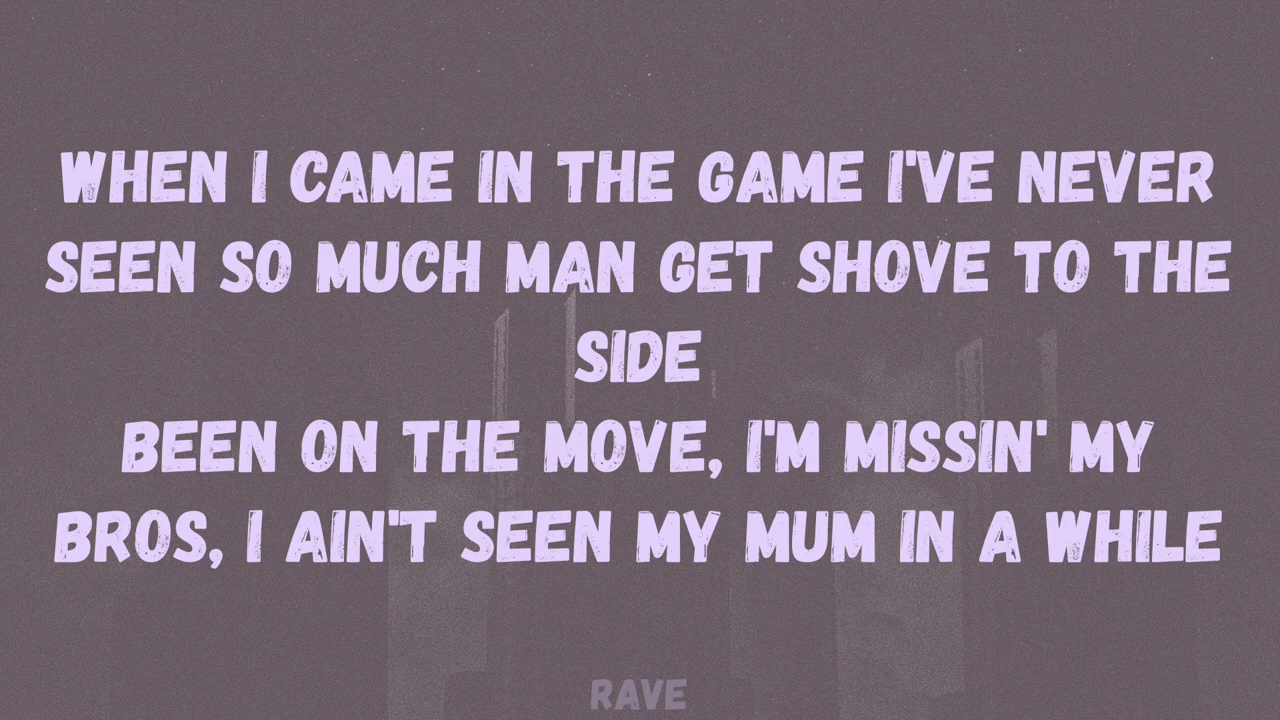 WHEN I CAME IN THE GAME I'VE NEVER
SEEN SO MUCH MAN GET SHOVE TO THE
SIDE
BEEN ON THE MOVE, I'M MISSIN' MY
BROS, I AIN'T SEEN MY MUM IN A WHILE
RAVE